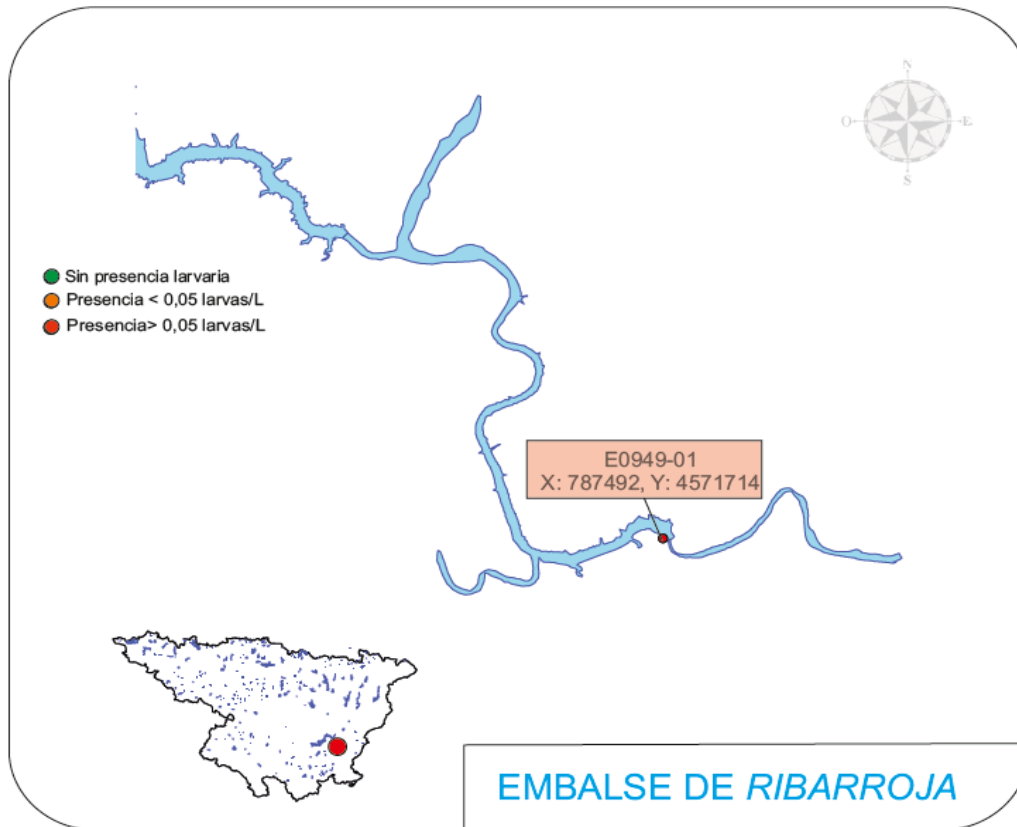 N
O
E
S
Sin presencia larvaria
Presencia < 0,05 larvas/L
Presencia> 0,05 larvas/L
E0949-01
X: 787492, Y: 4571714
EMBALSE DE RIBARROJA